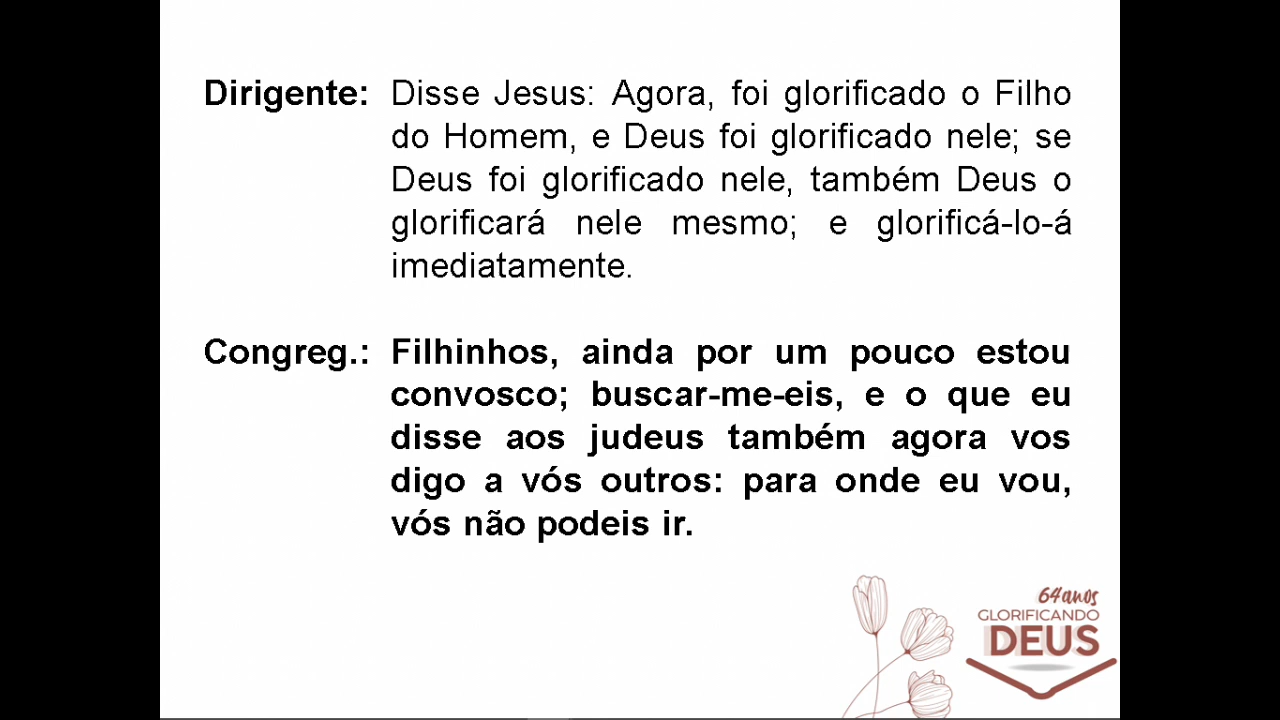 Dirigente: Disse Jesus: Agora, foi glorificado o Filho
do Homem, e Deus foi glorificado nele; se
Deus foi glorificado nele, também Deus o
glorificará nele mesmo; e glorificá-lo-á
imediatamente.
Congreg.: Filhinhos, ainda por um pouco estou
convosco; buscar-me-eis, e o que eu
disse aos judeus também agora vos
digo a vós outros: para onde eu vou,
vós não podeis ir.
64anos
GLORIFICANDO
DEUS